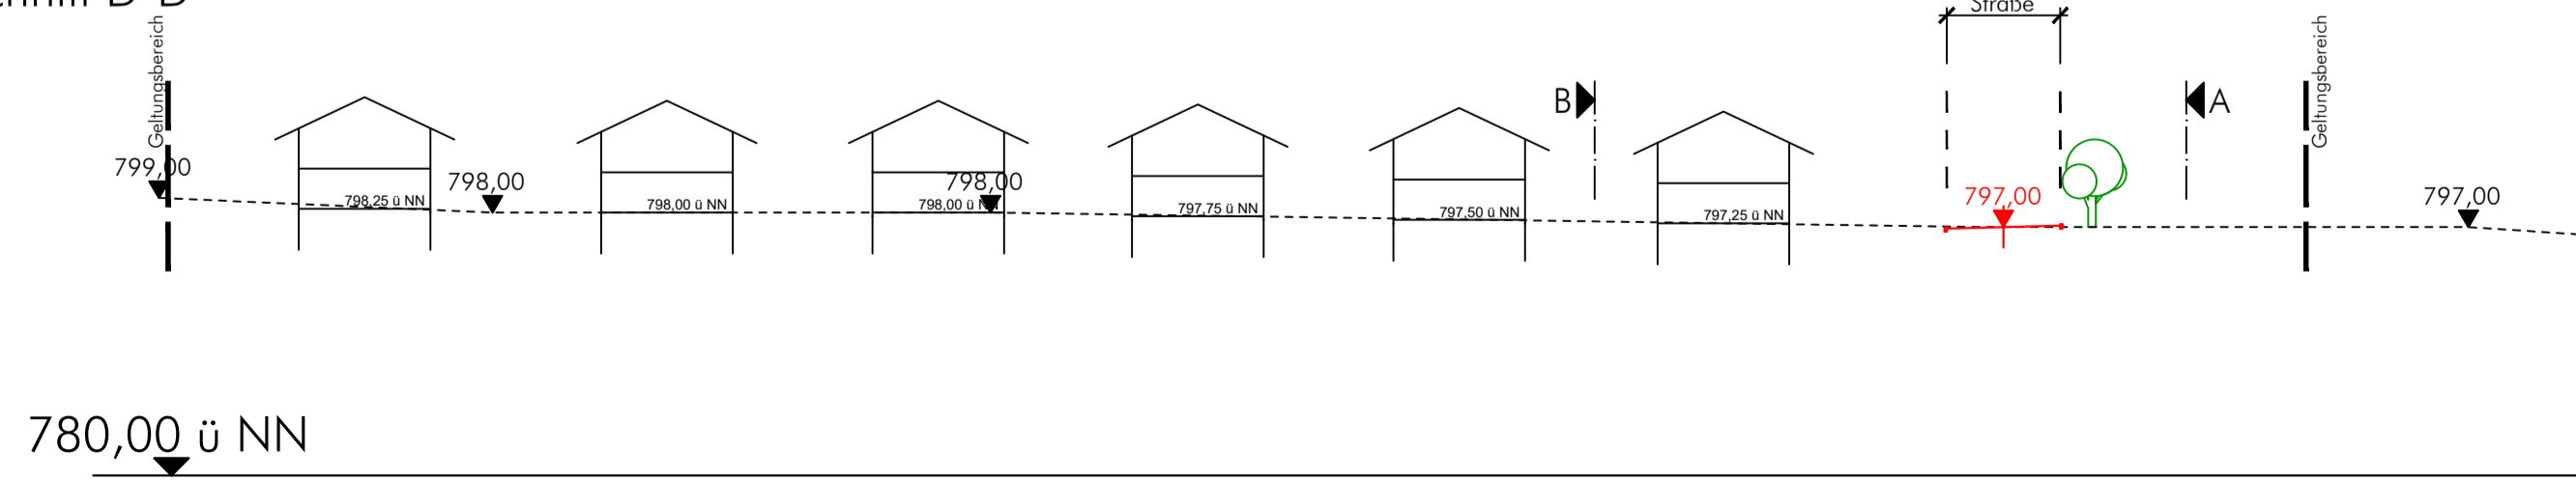 Straße
Geltungsbereich
Geltungsbereich
B
A
799,00
798,00
798,00
797,00
797,00
798,25 ü NN
798,00 ü NN
798,00 ü NN
797,75 ü NN
797,50 ü NN
797,25 ü NN
780,00 ü NN